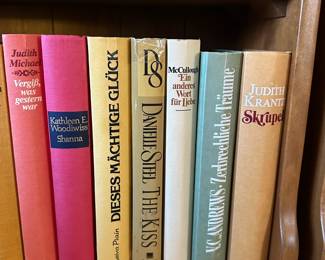 Judith
Michael
Vergiß,
was
gestern
war
Kathleen E.
Woodiwiss
Shanna
DIESES MÄCHTIGE GLÜCK
Plain
DS
DANIELLE STEEL THE KISS
McCullough
Ein
anderes
Wort
für Liebe
V.C. ANDREWS · Zerbrechliche Träume
JUDITH
KRANTZ
Skrupel